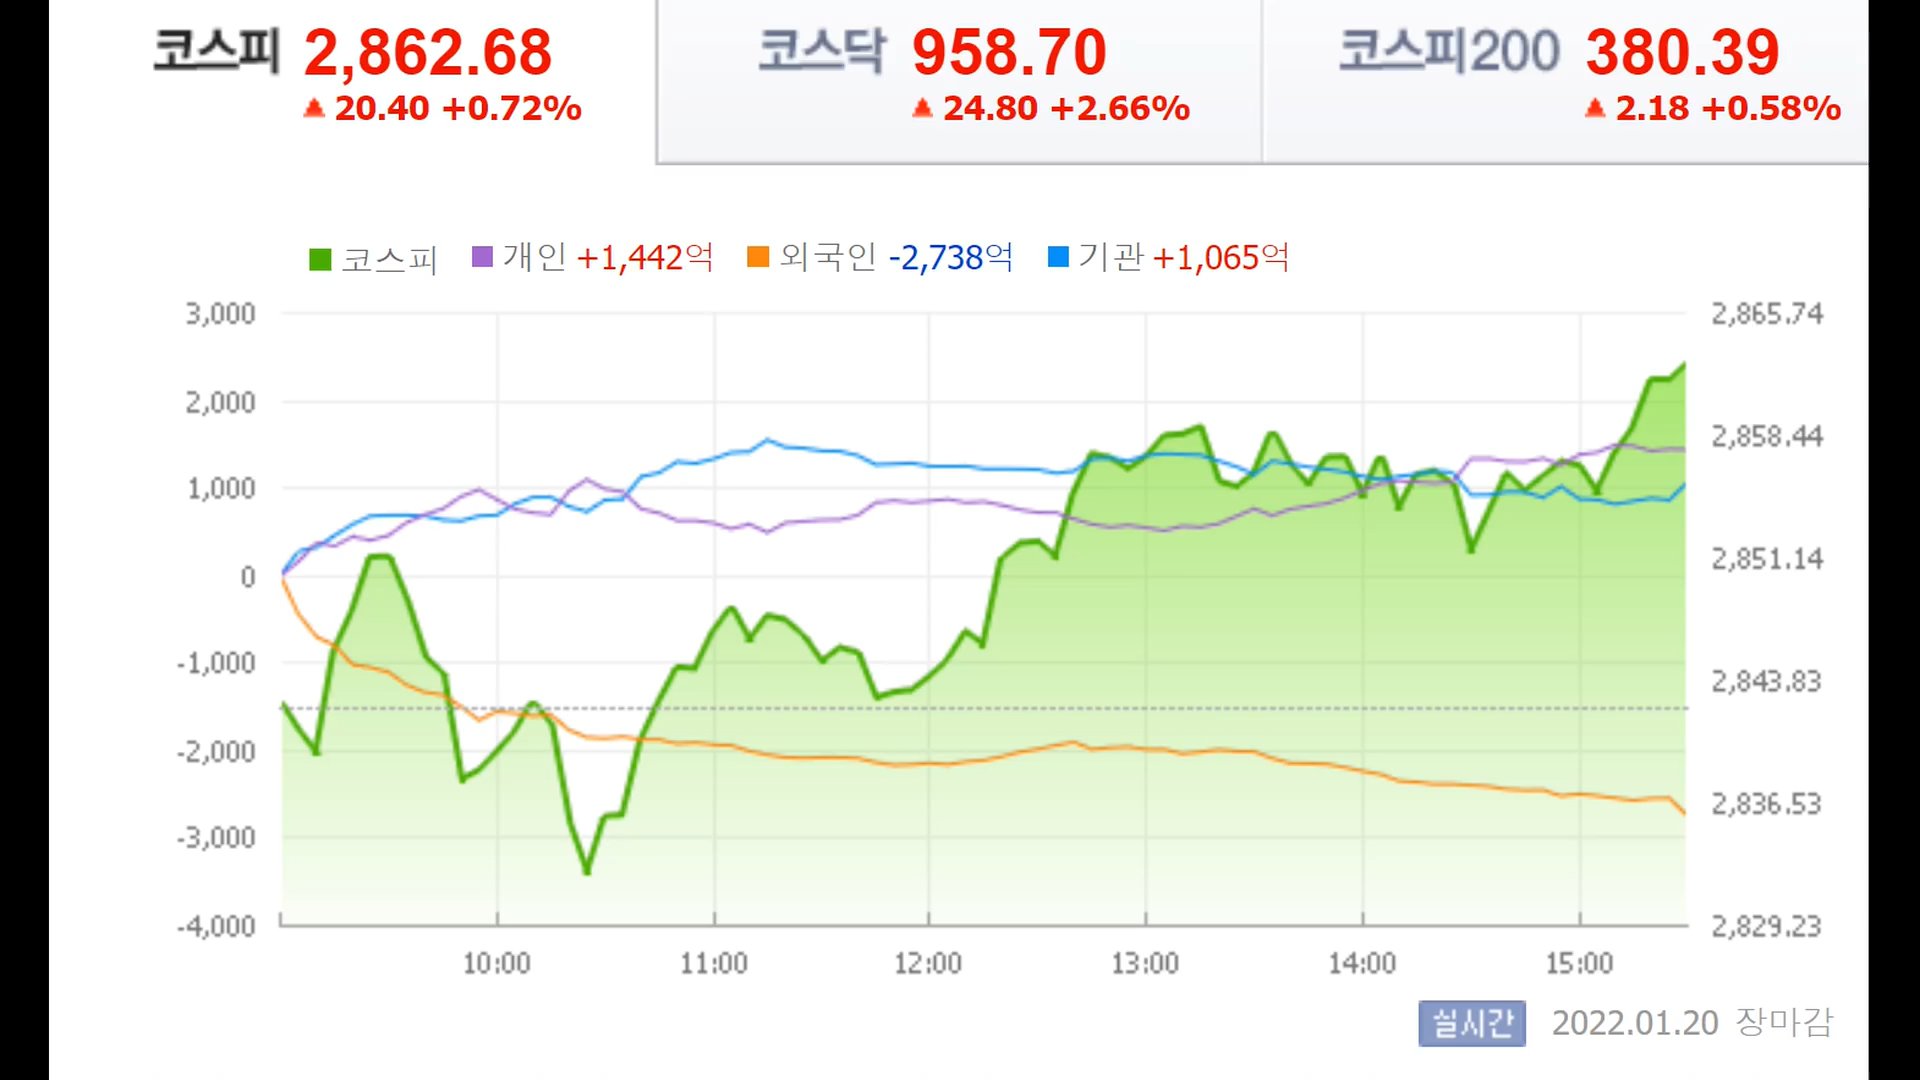 코스피 2,862.68
▲ 20.40 +0.72%
코스닥 958.70
▲ 24.80 +2.66%
코스피200 380.39
▲ 2.18 +0.58%
코스피 개인 +1,442억 외국인 -2,738억 기관 +1,065억
3,000 2,865.74
2,000
2,858.44
1,000
2,851.14
0
-1,000
2,843.83
-2,000
2,836.53
-3,000
-4,000 2,829.23
10:00 11:00 12:00 13:00 14:00 15:00
실시간 2022.01.20 장마감